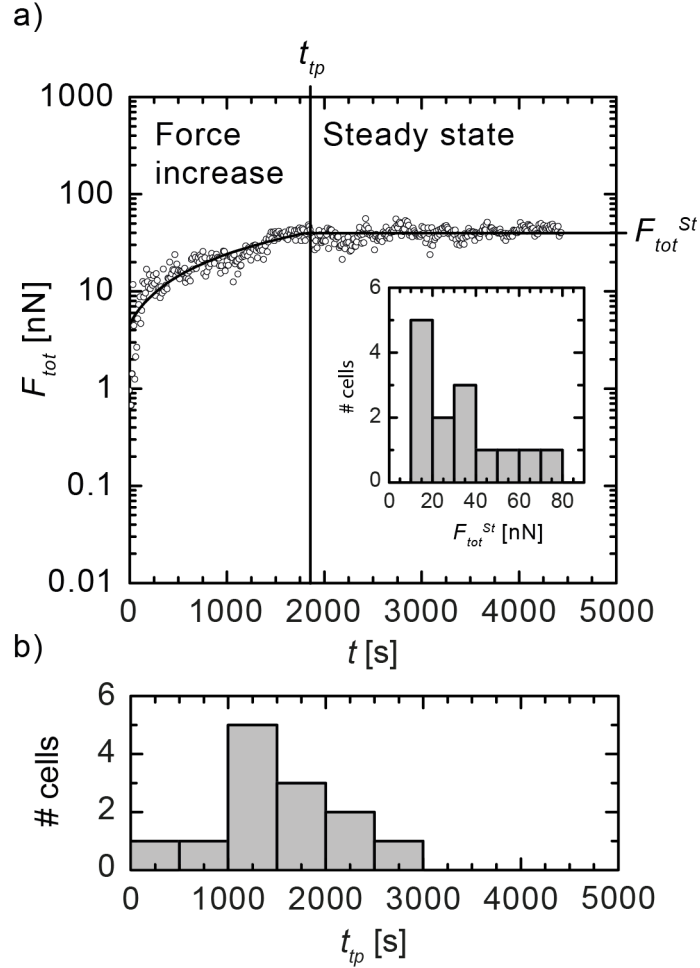 a)
t_tp
1000
100
10
1
0.1
0.01
F_tot [nN]
Force
increase
Steady state
F_tot^St
6
4
2
0
# cells
0 20 40 60 80
F_tot^St [nN]
0 1000 2000 3000 4000 5000
t [s]
b)
6
4
2
0
# cells
0 1000 2000 3000 4000 5000
t_tp [s]